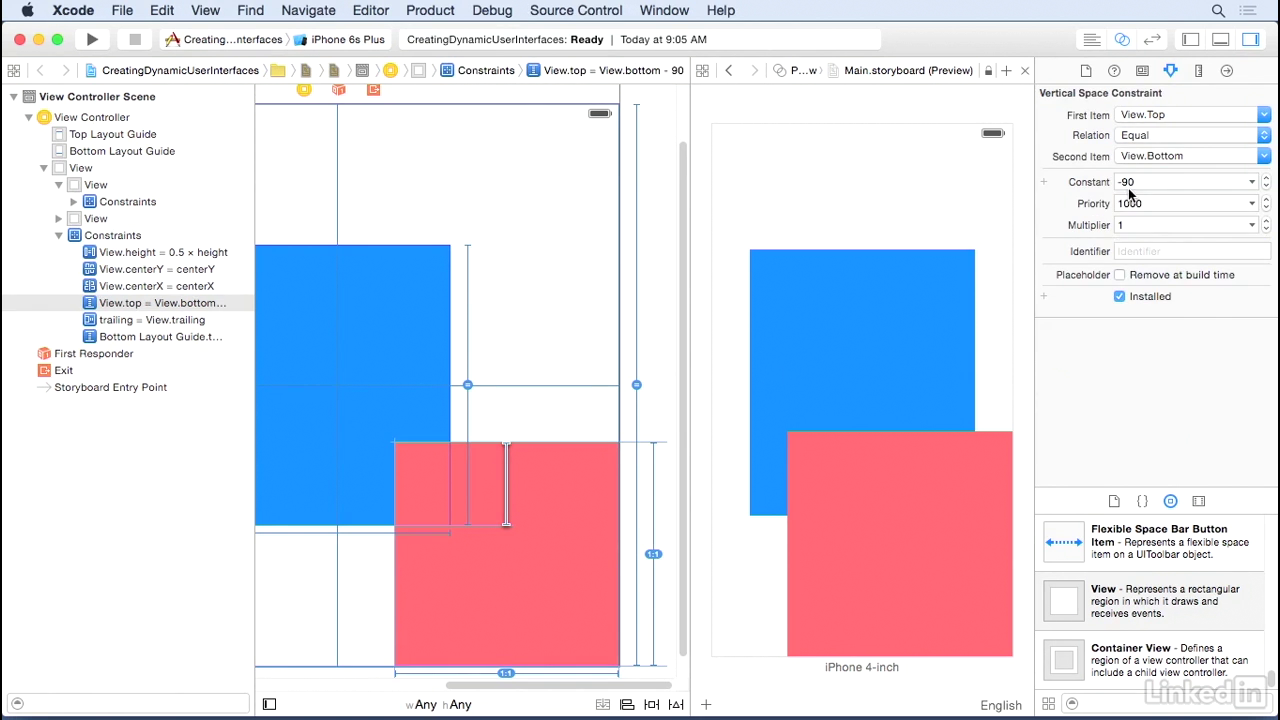 Xcode File Edit View Find Navigate Editor Product Debug Source Control Window Help
Creating...nterfaces iPhone 6s Plus CreatingDynamicUserInterfaces: Ready Today at 9:05 AM
CreatingDynamicUserInterfaces Constraints View.top = View.bottom - 90 P...w Main.storyboard (Preview)
View Controller Scene
View Controller
Top Layout Guide
Bottom Layout Guide
View
View
Constraints
View
Constraints
View.height = 0.5 × height
View.centerY = centerY
View.centerX = centerX
View.top = View.bottom...
trailing = View.trailing
Bottom Layout Guide.t...
First Responder
Exit
Storyboard Entry Point
1:1
1:1
wAny hAny
iPhone 4-inch
English
Vertical Space Constraint
First Item View.Top
Relation Equal
Second Item View.Bottom
Constant -90
Priority 1000
Multiplier 1
Identifier Identifier
Placeholder Remove at build time
Installed
Flexible Space Bar Button
Item - Represents a flexible
space item on a UIToolbar object.
View - Represents a rectangular
region in which it draws and
receives events.
Container View - Defines a
region of a view controller that can
include a child view controller.
LinkedIn